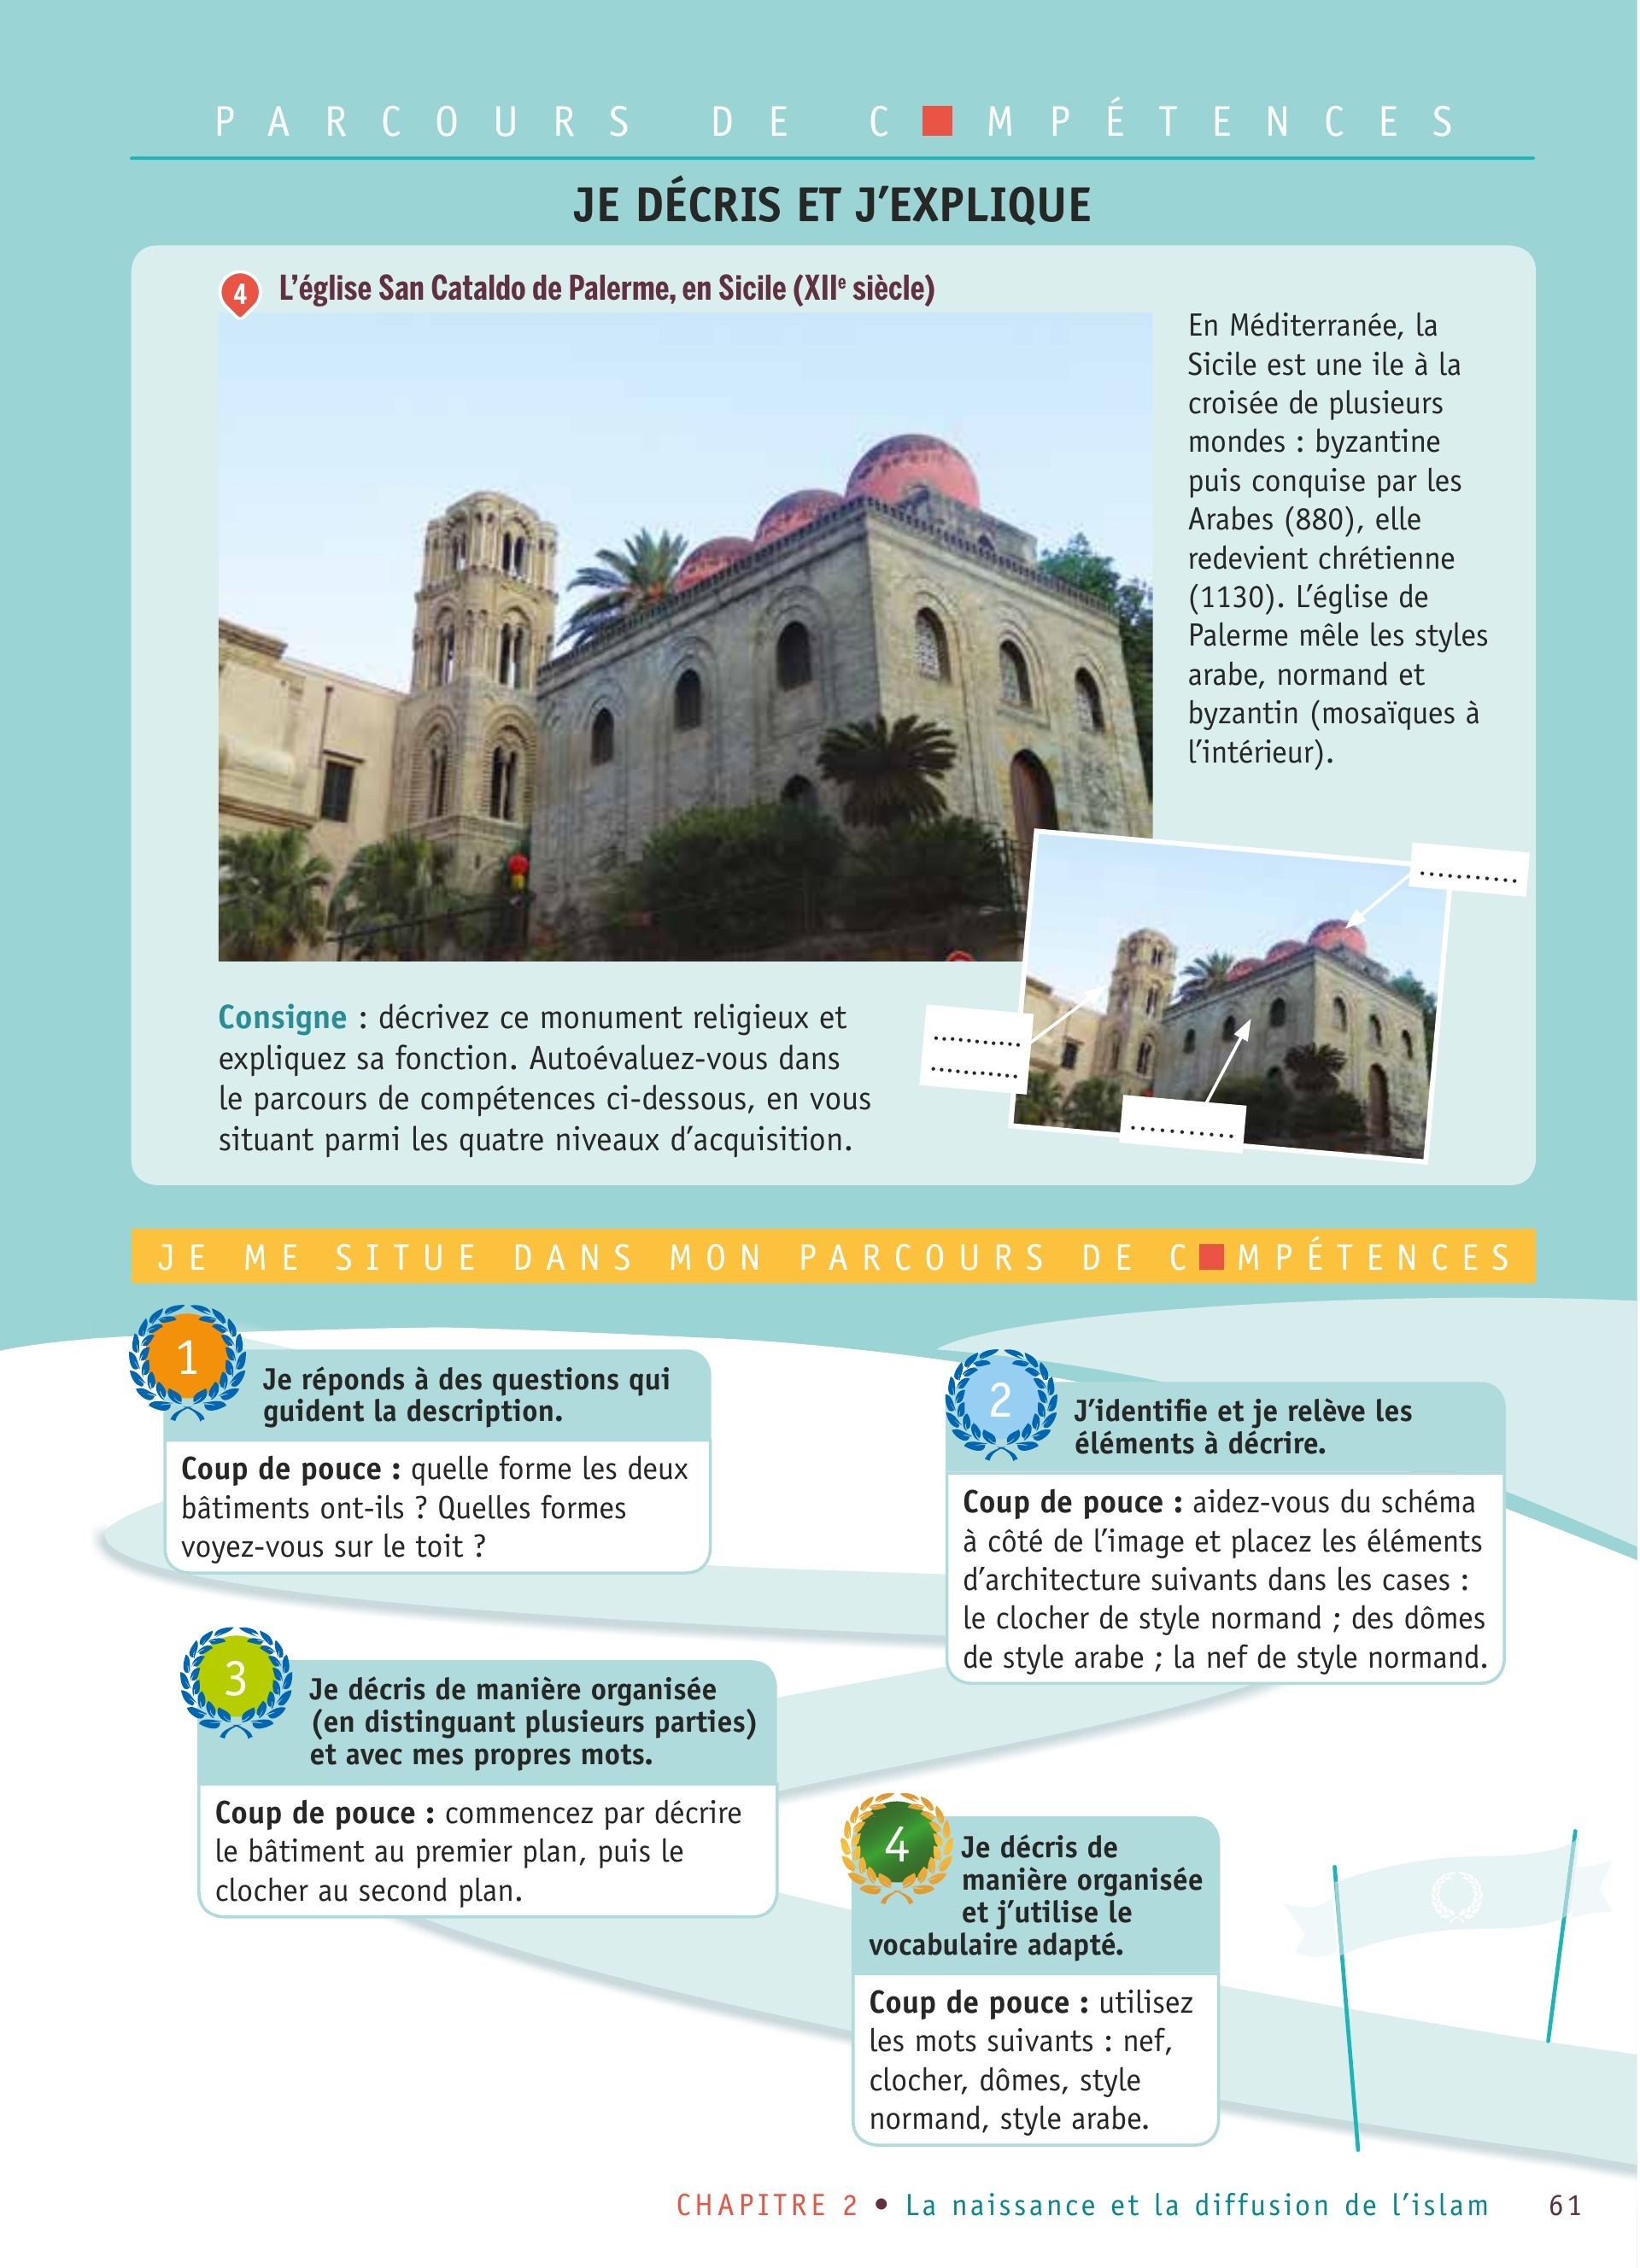 PARCOURS DE C■MPÉTENCES
JE DÉCRIS ET J'EXPLIQUE
4 L'église San Cataldo de Palerme, en Sicile (XIIe siècle)
En Méditerranée, la
Sicile est une ile à la
croisée de plusieurs
mondes : byzantine
puis conquise par les
Arabes (880), elle
redevient chrétienne
(1130). L'église de
Palerme mêle les styles
arabe, normand et
byzantin (mosaïques à
l'intérieur).
...........
..........
..........
...........
Consigne : décrivez ce monument religieux et
expliquez sa fonction. Autoévaluez-vous dans
le parcours de compétences ci-dessous, en vous
situant parmi les quatre niveaux d'acquisition.
JE ME SITUE DANS MON PARCOURS DE C■MPÉTENCES
1
Je réponds à des questions qui
guident la description.
Coup de pouce : quelle forme les deux
bâtiments ont-ils ? Quelles formes
voyez-vous sur le toit ?
2
J'identifie et je relève les
éléments à décrire.
Coup de pouce : aidez-vous du schéma
à côté de l'image et placez les éléments
d'architecture suivants dans les cases :
le clocher de style normand ; des dômes
de style arabe ; la nef de style normand.
3
Je décris de manière organisée
(en distinguant plusieurs parties)
et avec mes propres mots.
Coup de pouce : commencez par décrire
le bâtiment au premier plan, puis le
clocher au second plan.
4
Je décris de
manière organisée
et j'utilise le
vocabulaire adapté.
Coup de pouce : utilisez
les mots suivants : nef,
clocher, dômes, style
normand, style arabe.
CHAPITRE 2 • La naissance et la diffusion de l'islam 61